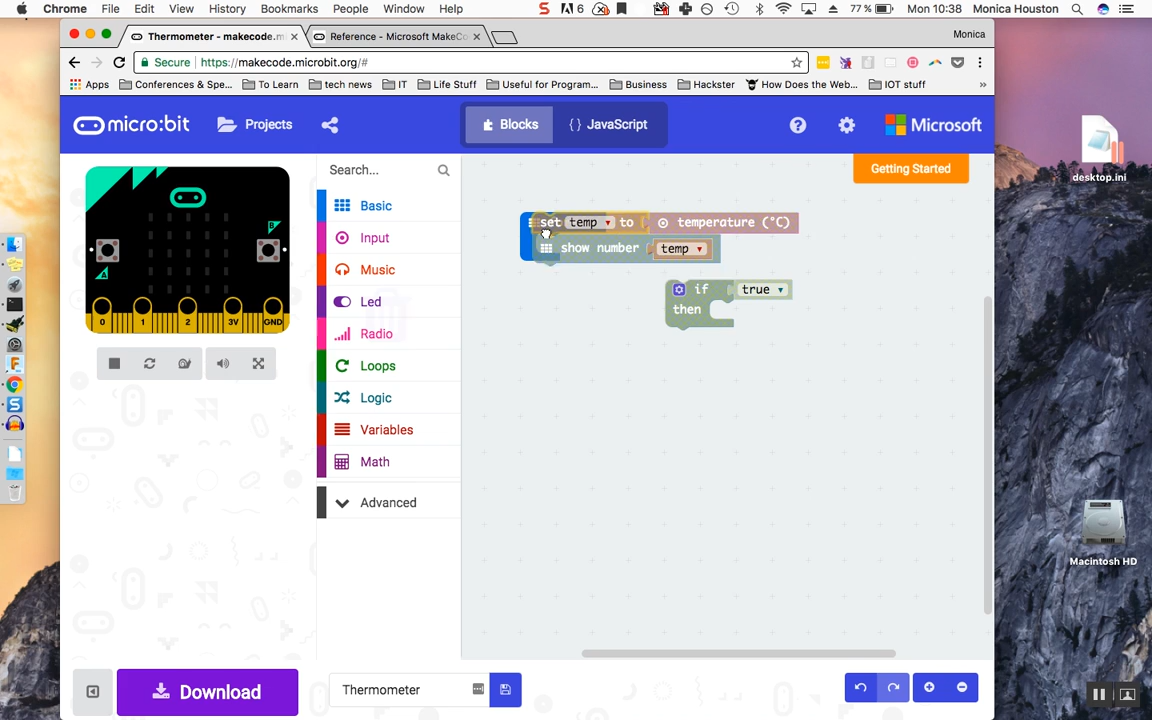 Chrome File Edit View History Bookmarks People Window Help
6
77% Mon 10:38 Monica Houston
Thermometer - makecode.mi
Reference - Microsoft MakeCo
Monica
Secure https://makecode.microbit.org/#
Apps Conferences & Spe... To Learn tech news IT Life Stuff Useful for Program... Business Hackster How Does the Web... IOT stuff »
micro:bit Projects Blocks {} JavaScript Microsoft
Search...
Getting Started
Basic
Input
Music
Led
Radio
Loops
Logic
Variables
Math
Advanced
A
B
0 1 2 3V GND
set temp to temperature (°C)
show number temp
if true
then
Download
Thermometer
desktop.ini
Macintosh HD